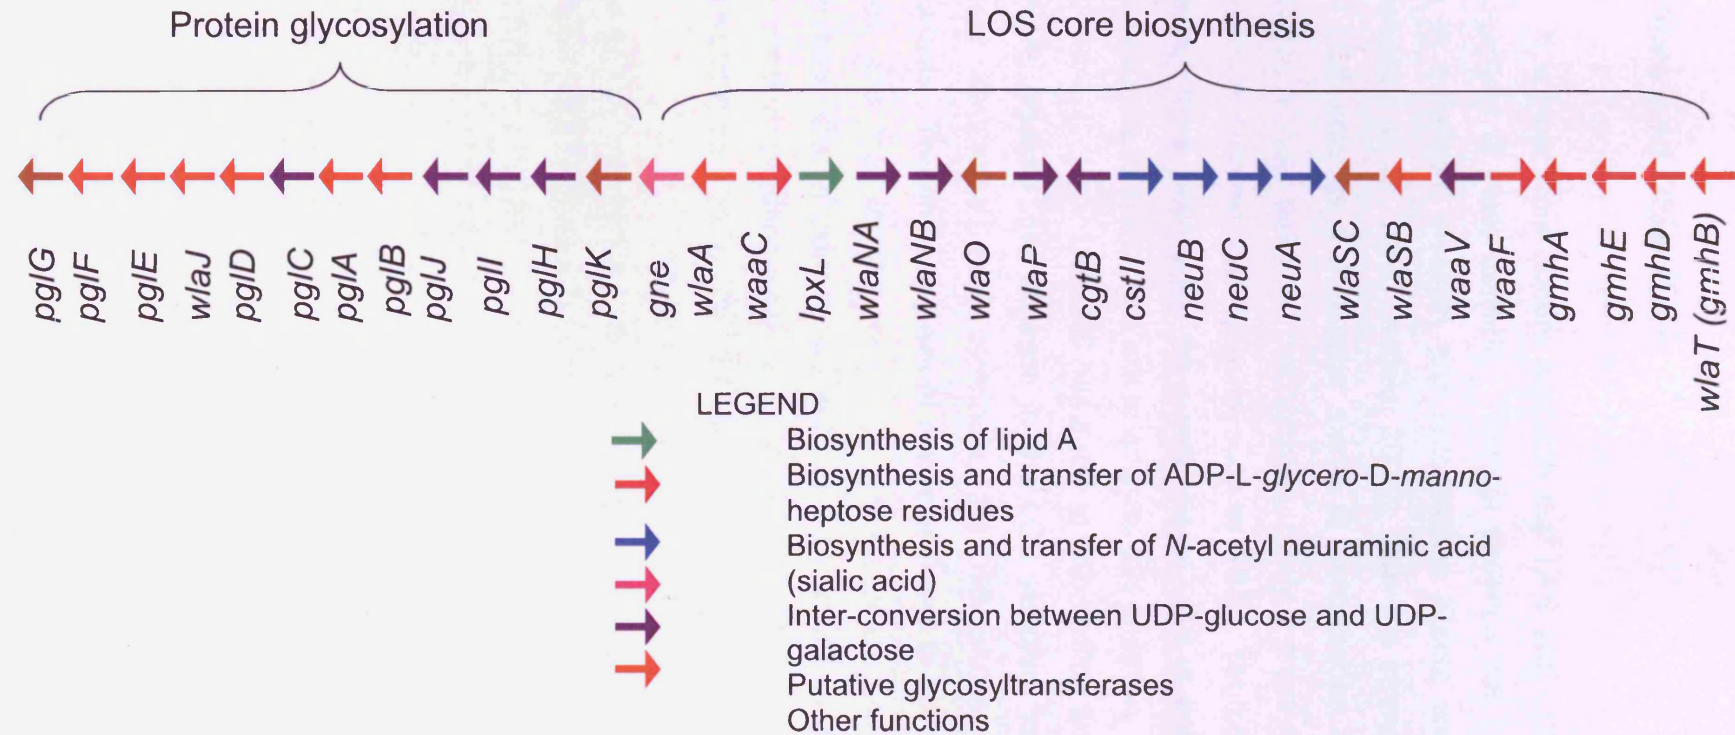 Protein glycosylation
LOS core biosynthesis
pglG
pglF
pglE
wlaJ
pglD
pglC
pglA
pglB
pglJ
pglI
pglH
pglK
gne
wlaA
waaC
lpxL
wlaNA
wlaNB
wlaO
wlaP
cgtB
cstII
neuB
neuC
neuA
wlaSC
wlaSB
waaV
waaF
gmhA
gmhE
gmhD
wlaT (gmhB)
LEGEND
Biosynthesis of lipid A
Biosynthesis and transfer of ADP-L-glycero-D-manno-
heptose residues
Biosynthesis and transfer of N-acetyl neuraminic acid
(sialic acid)
Inter-conversion between UDP-glucose and UDP-
galactose
Putative glycosyltransferases
Other functions